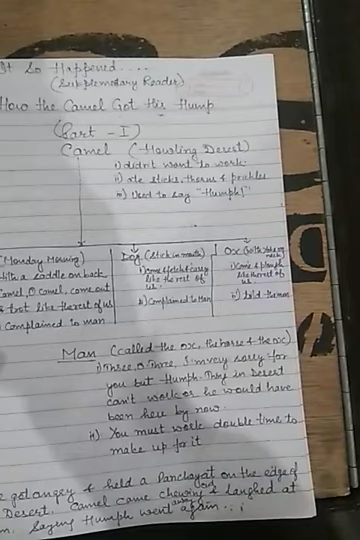 It So Happened....
(Supplementary Reader)
How the Camel Got His Hump
(Part - I)
Camel (Howling Desert)
i) didn't want to work
ii) ate sticks, thorns & prickles
iii) Used to say "Humph!"
(Monday Morning)
With a saddle on back
Camel, O camel, come out
& trot like the rest of us
Complained to man
Dog (stick in mouth)
i) Come & fetch & carry
like the rest of
us.
ii) Complained to Man
Ox (with yoke on
neck)
i) Come & plough
like the rest of
us
ii) told the man
Man (called the ox, the horse & the ox)
i) Three, O Three, I'm very sorry for
you but Humph-Thing in Desert
can't work or he would have
been here by now.
ii) You must work double time to
make up for it
got angry & held a Panchayat on the edge of
Desert. Camel came chewing & laughed at
Saying Humph went away again...